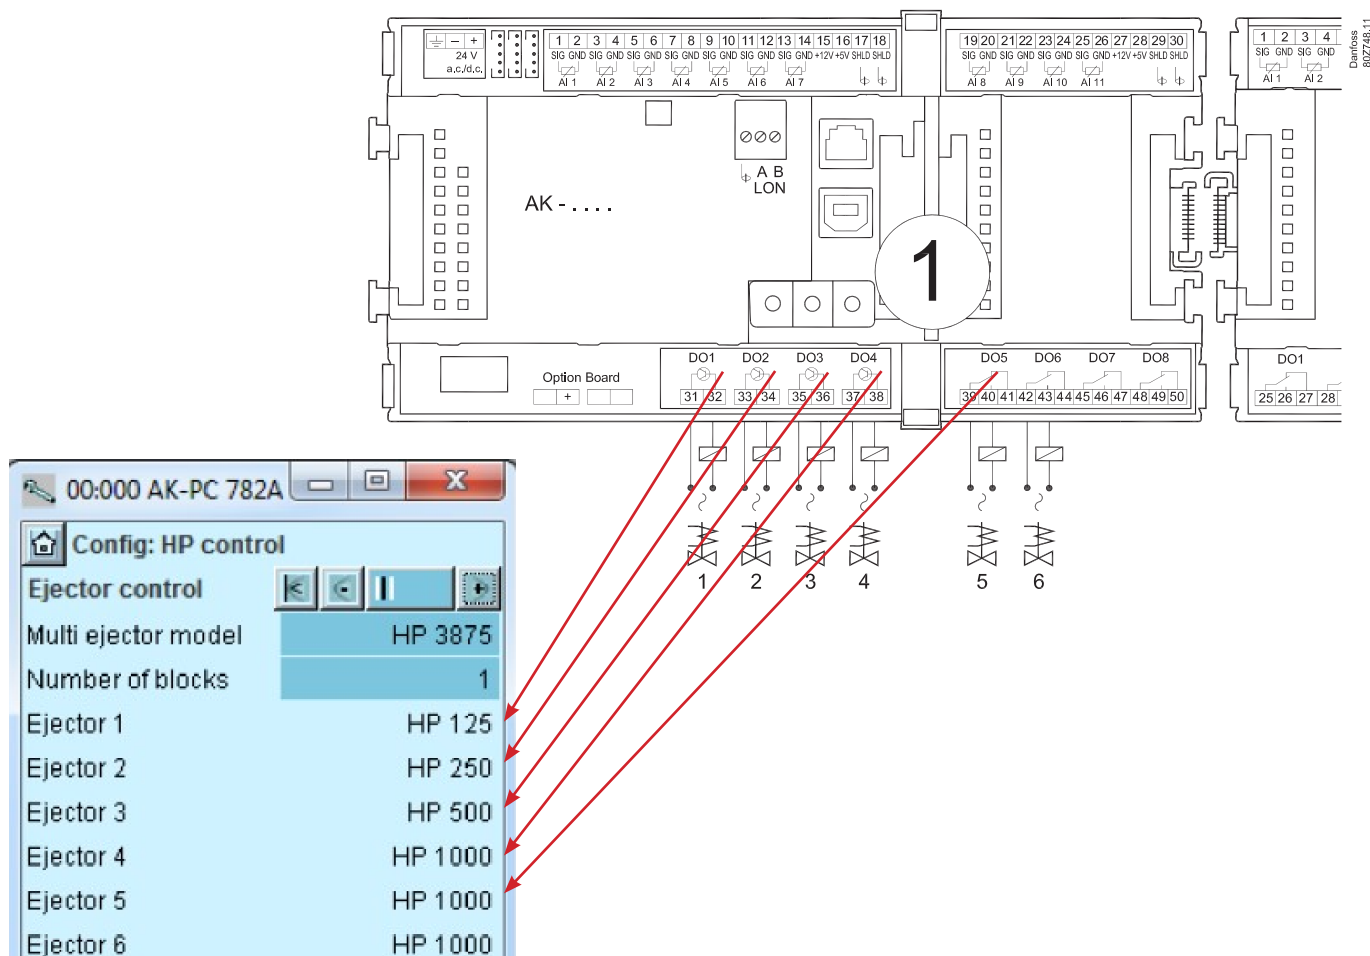 Danfoss
80Z748.11
24 V
a.c./d.c.
1 2 3 4 5 6 7 8 9 10 11 12 13 14 15 16 17 18
SIG GND SIG GND SIG GND SIG GND SIG GND SIG GND SIG GND +12V +5V SHLD SHLD
AI 1 AI 2 AI 3 AI 4 AI 5 AI 6 AI 7
19 20 21 22 23 24 25 26 27 28 29 30
SIG GND SIG GND SIG GND SIG GND +12V +5V SHLD SHLD
AI 8 AI 9 AI 10 AI 11
1 2 3 4
SIG GND SIG GND
AI 1 AI 2
A B
LON
AK - . . . .
1
Option Board
- +
DO1 DO2 DO3 DO4
31 32 33 34 35 36 37 38
DO5 DO6 DO7 DO8
39 40 41 42 43 44 45 46 47 48 49 50
DO1
25 26 27 28
1 2 3 4 5 6
00:000 AK-PC 782A
Config: HP control
Ejector control
Multi ejector model HP 3875
Number of blocks 1
Ejector 1 HP 125
Ejector 2 HP 250
Ejector 3 HP 500
Ejector 4 HP 1000
Ejector 5 HP 1000
Ejector 6 HP 1000